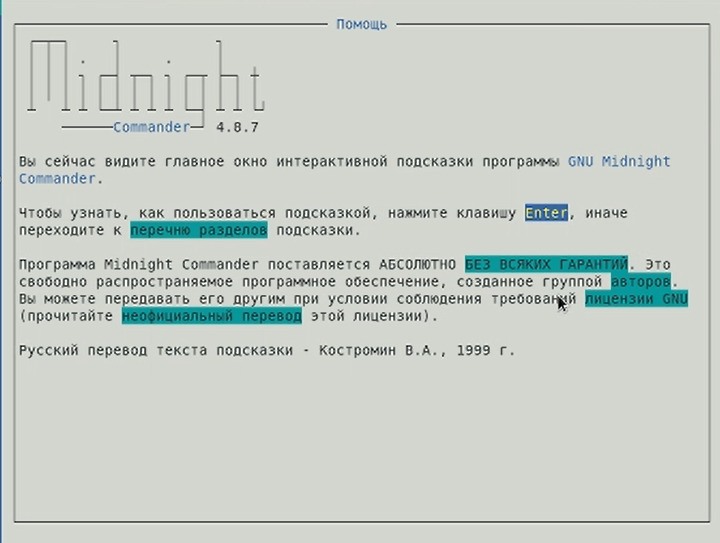 Помощь
Midnight
Commander 4.8.7
Вы сейчас видите главное окно интерактивной подсказки программы GNU Midnight
Commander.
Чтобы узнать, как пользоваться подсказкой, нажмите клавишу Enter, иначе
переходите к перечню разделов подсказки.
Программа Midnight Commander поставляется АБСОЛЮТНО БЕЗ ВСЯКИХ ГАРАНТИЙ. Это
свободно распространяемое программное обеспечение, созданное группой авторов.
Вы можете передавать его другим при условии соблюдения требований лицензии GNU
(прочитайте неофициальный перевод этой лицензии).
Русский перевод текста подсказки - Костромин В.А., 1999 г.